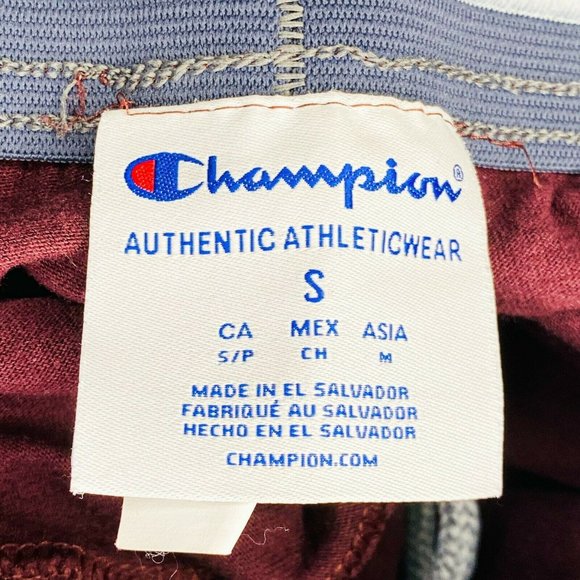 Champion®
AUTHENTIC ATHLETICWEAR
S
CA MEX ASIA
S/P CH M
MADE IN EL SALVADOR
FABRIQUÉ AU SALVADOR
HECHO EN EL SALVADOR
CHAMPION.COM